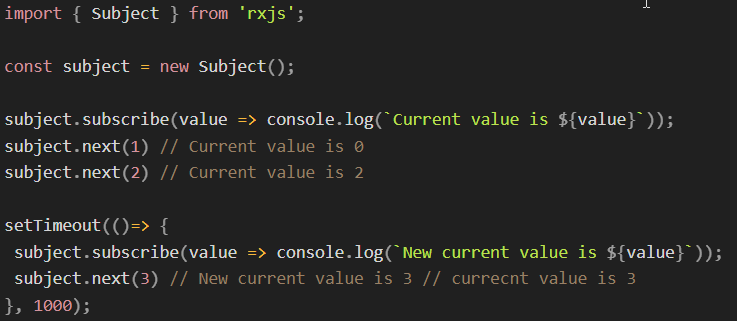 import { Subject } from 'rxjs';
const subject = new Subject();
subject.subscribe(value => console.log(`Current value is ${value}`));
subject.next(1) // Current value is 0
subject.next(2) // Current value is 2
setTimeout(()=> {
subject.subscribe(value => console.log(`New current value is ${value}`));
subject.next(3) // New current value is 3 // currecnt value is 3
}, 1000);